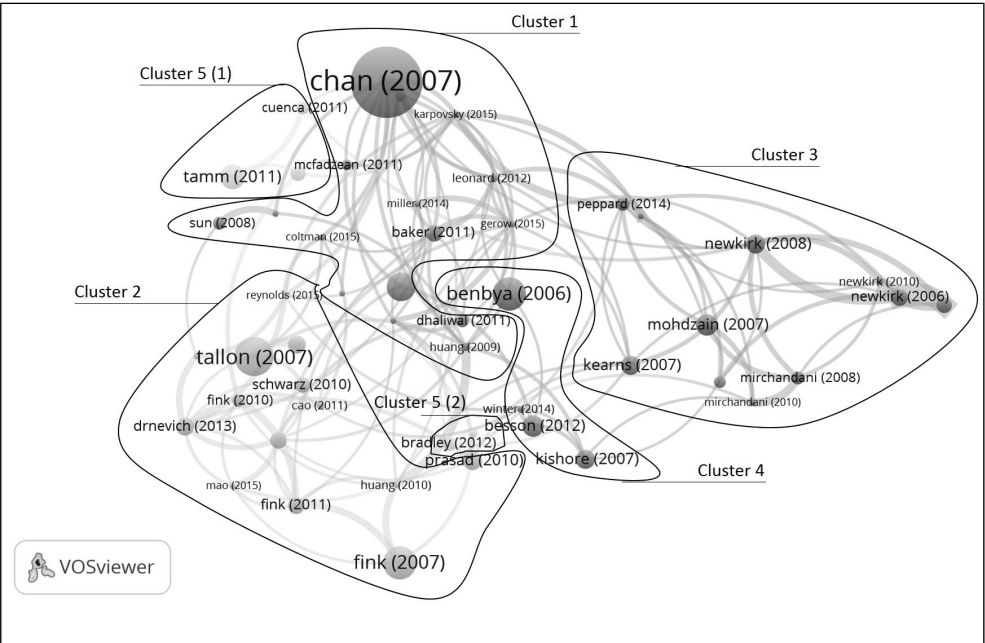 Cluster 1
Cluster 5 (1)
chan (2007)
cuenca (2011)
karpovsky (2015)
Cluster 3
mcfadzean (2011)
tamm (2011)
leonard (2012)
miller (2014)
peppard (2014)
sun (2008)
gerow (2015)
baker (2011)
coltman (2015)
newkirk (2008)
Cluster 2
reynolds (2015)
benbya (2006)
newkirk (2010)
newkirk (2006)
dhaliwal (2011)
mohdzain (2007)
huang (2009)
tallon (2007)
kearns (2007)
schwarz (2010)
mirchandani (2008)
fink (2010)
cao (2011)
Cluster 5 (2)
mirchandani (2010)
winter (2014)
drnevich (2013)
besson (2012)
bradley (2012)
prasad (2010)
kishore (2007)
Cluster 4
mao (2015)
huang (2010)
fink (2011)
fink (2007)
VOSviewer